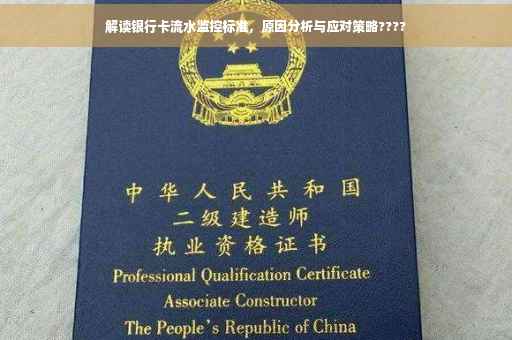 解读银行卡流水监控标准，原因分析与应对策略????
中华人民共和国
二级建造师
执业资格证书
Professional Qualification Certificate
Associate Constructor
The People's Republic of China